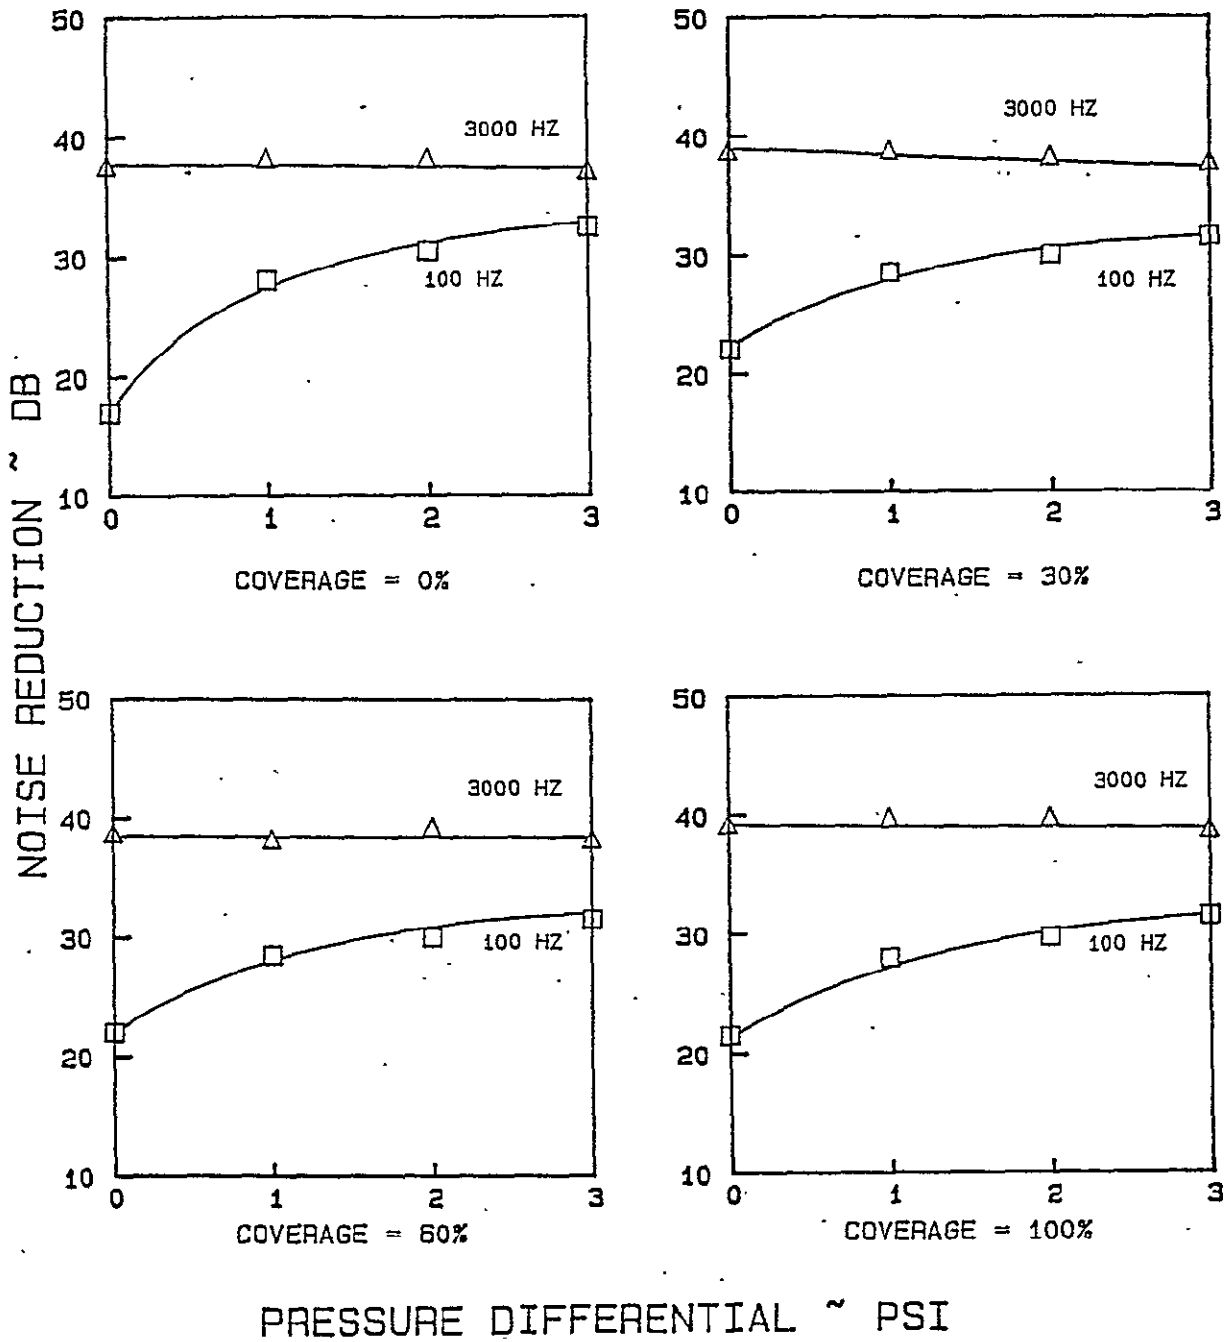 NOISE REDUCTION ~ DB
50
40
30
20
10
3000 HZ
100 HZ
0 1 2 3
COVERAGE = 0%
50
40
30
20
10
3000 HZ
100 HZ
0 1 2 3
COVERAGE = 30%
50
40
30
20
10
3000 HZ
100 HZ
0 1 2 3
COVERAGE = 60%
50
40
30
20
10
3000 HZ
100 HZ
0 1 2 3
COVERAGE = 100%
PRESSURE DIFFERENTIAL ~ PSI